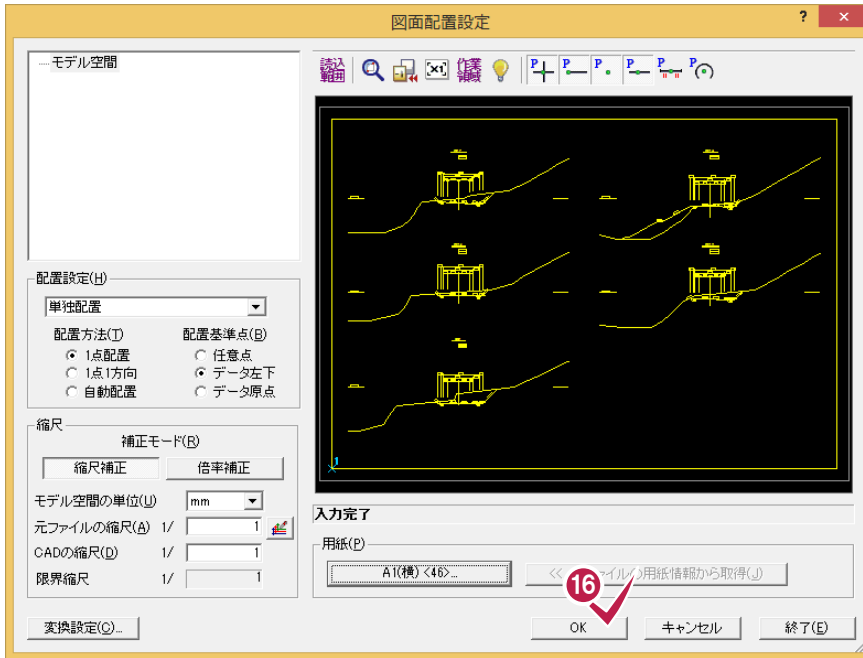 図面配置設定
? ×
モデル空間
読込範囲
×1
作業領域
P P P P P P
配置設定(H)
単独配置
配置方法(T) 配置基準点(B)
1点配置 任意点
1点1方向 データ左下
自動配置 データ原点
縮尺
補正モード(R)
縮尺補正 倍率補正
モデル空間の単位(U) mm
元ファイルの縮尺(A) 1/ 1
CADの縮尺(D) 1/ 1
限界縮尺 1/ 1
変換設定(C)...
1
入力完了
用紙(P)
A1(横) <46>...
<< ファイルの用紙情報から取得(J)
16
OK キャンセル 終了(E)